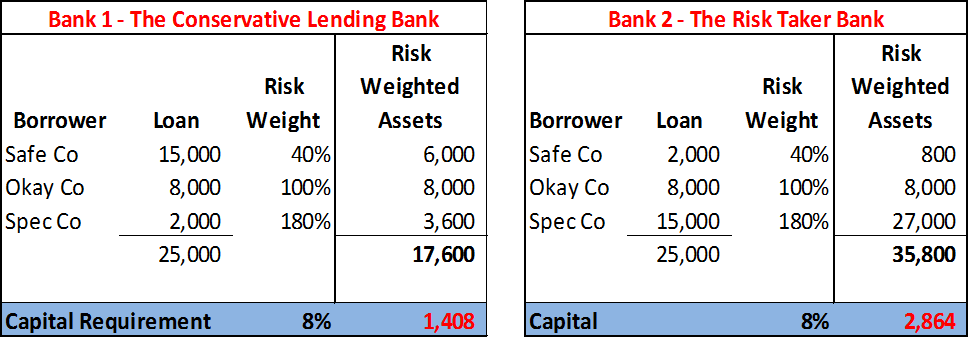 Bank 1 - The Conservative Lending Bank
Risk
Risk Weighted
Borrower Loan Weight Assets
Safe Co 15,000 40% 6,000
Okay Co 8,000 100% 8,000
Spec Co 2,000 180% 3,600
25,000 17,600
Capital Requirement 8% 1,408
Bank 2 - The Risk Taker Bank
Risk
Risk Weighted
Borrower Loan Weight Assets
Safe Co 2,000 40% 800
Okay Co 8,000 100% 8,000
Spec Co 15,000 180% 27,000
25,000 35,800
Capital 8% 2,864